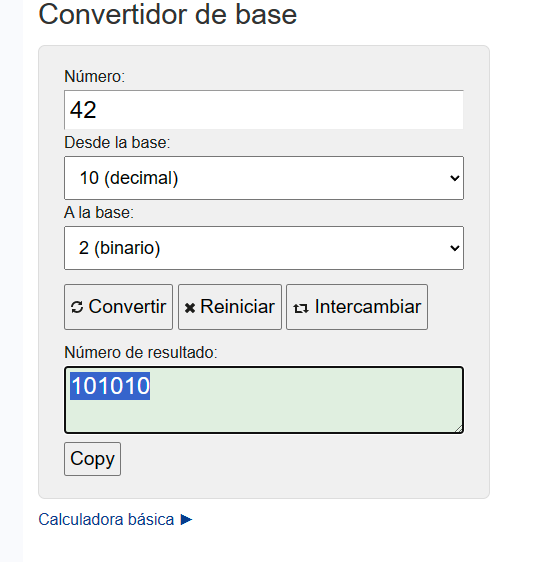 Convertidor de base
Número:
42
Desde la base:
10 (decimal)
A la base:
2 (binario)
Convertir Reiniciar Intercambiar
Número de resultado:
101010
Copy
Calculadora básica ►